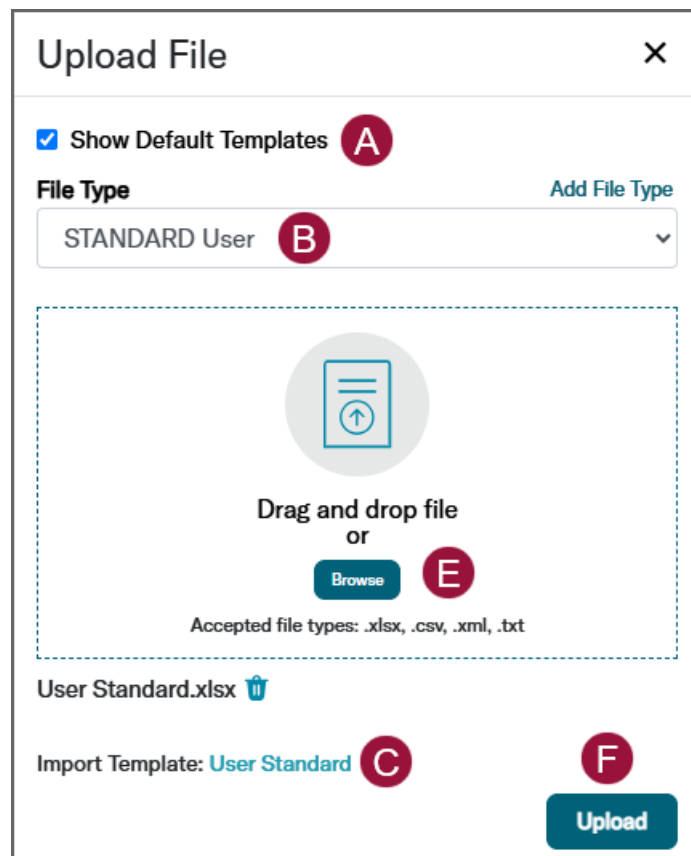 Upload File
Show Default Templates A
File Type Add File Type
STANDARD User B
Drag and drop file
or
Browse E
Accepted file types: .xlsx, .csv, .xml, .txt
User Standard.xlsx
Import Template: User Standard C
F
Upload